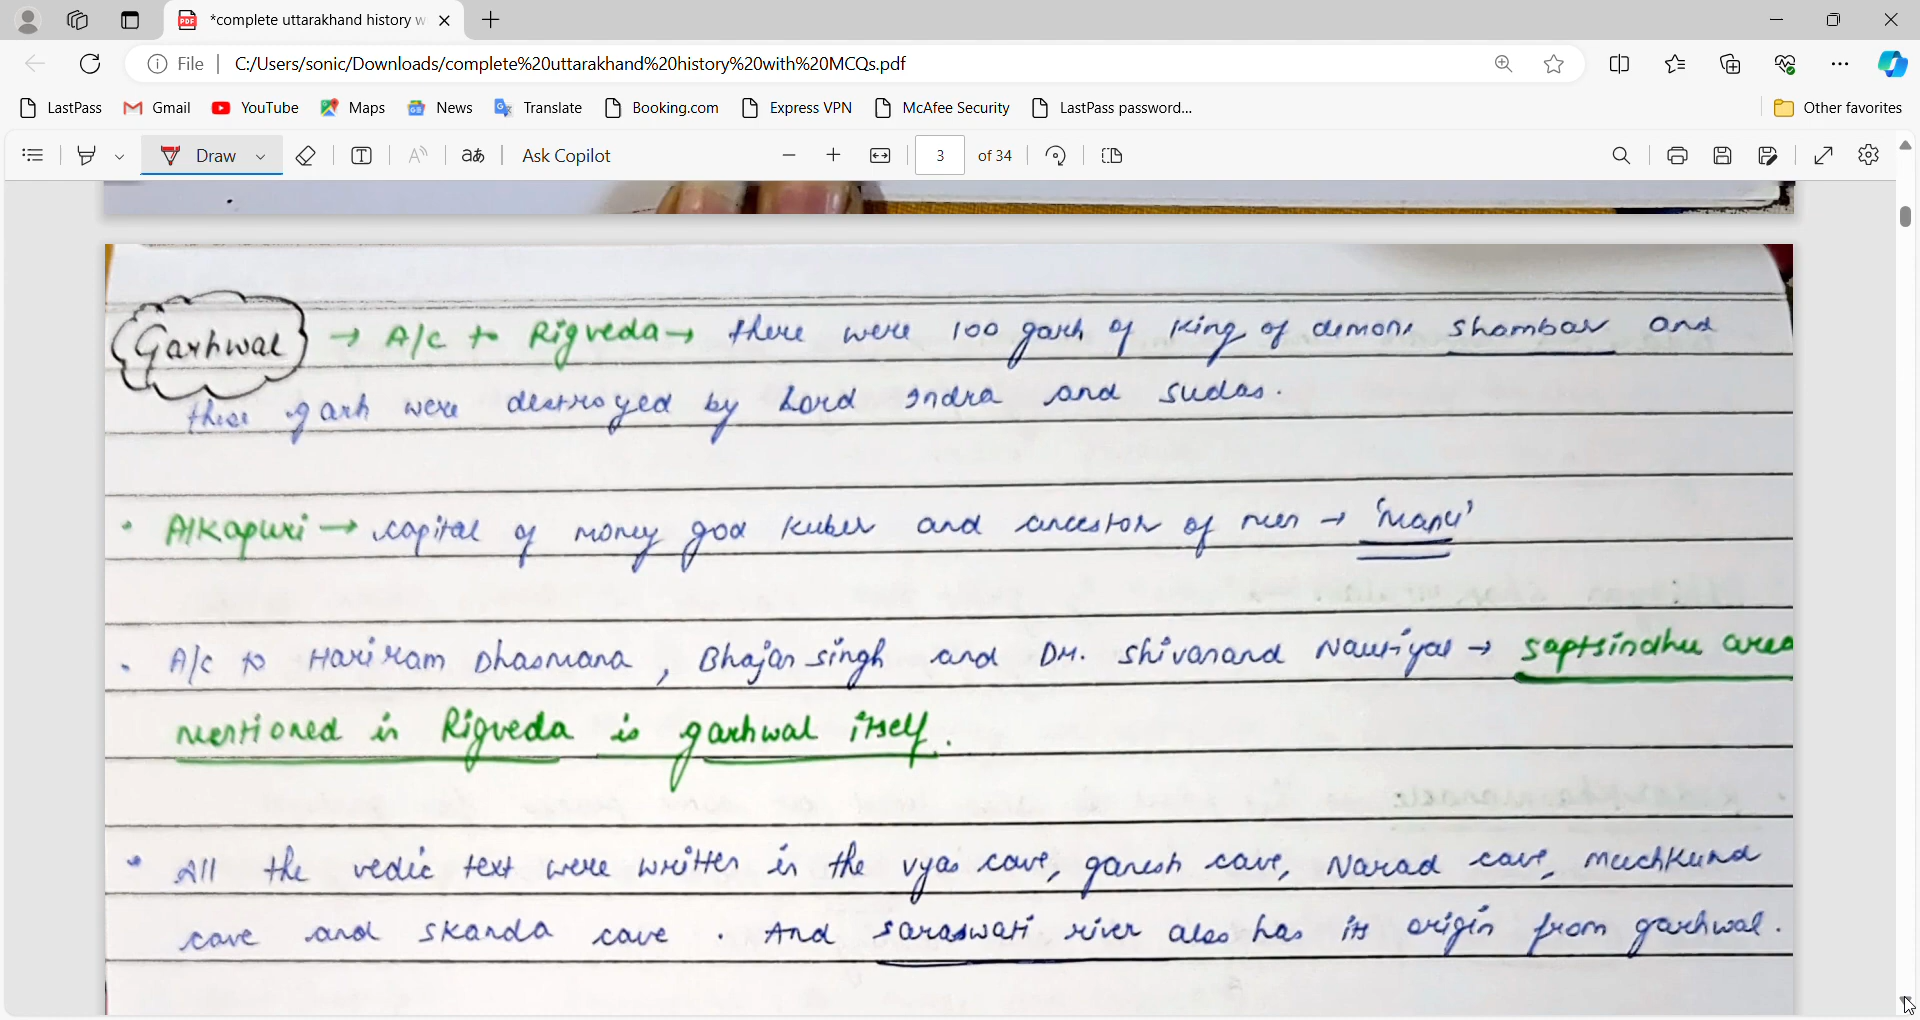 *complete uttarakhand history w
File C:/Users/sonic/Downloads/complete%20uttarakhand%20history%20with%20MCQs.pdf
LastPass Gmail YouTube Maps News Translate Booking.com Express VPN McAfee Security LastPass password... Other favorites
Draw Ask Copilot 3 of 34
Garhwal → A/c to Rigveda → there were 100 garh of king of demons Shambar and
these garh were destroyed by Lord Indra and Sudas.
• Alkapuri → capital of money god Kuber and ancestor of men → 'Manu'
• A/c to Hariram Dhasmana, Bhajan Singh and Dr. Shivanand Nautiyal → saptsindhu area
mentioned in Rigveda is garhwal itself.
• All the vedic text were written in the vyas cave, ganesh cave, Narad cave, muchkund
cave and skanda cave. And saraswati river also has its origin from garhwal.